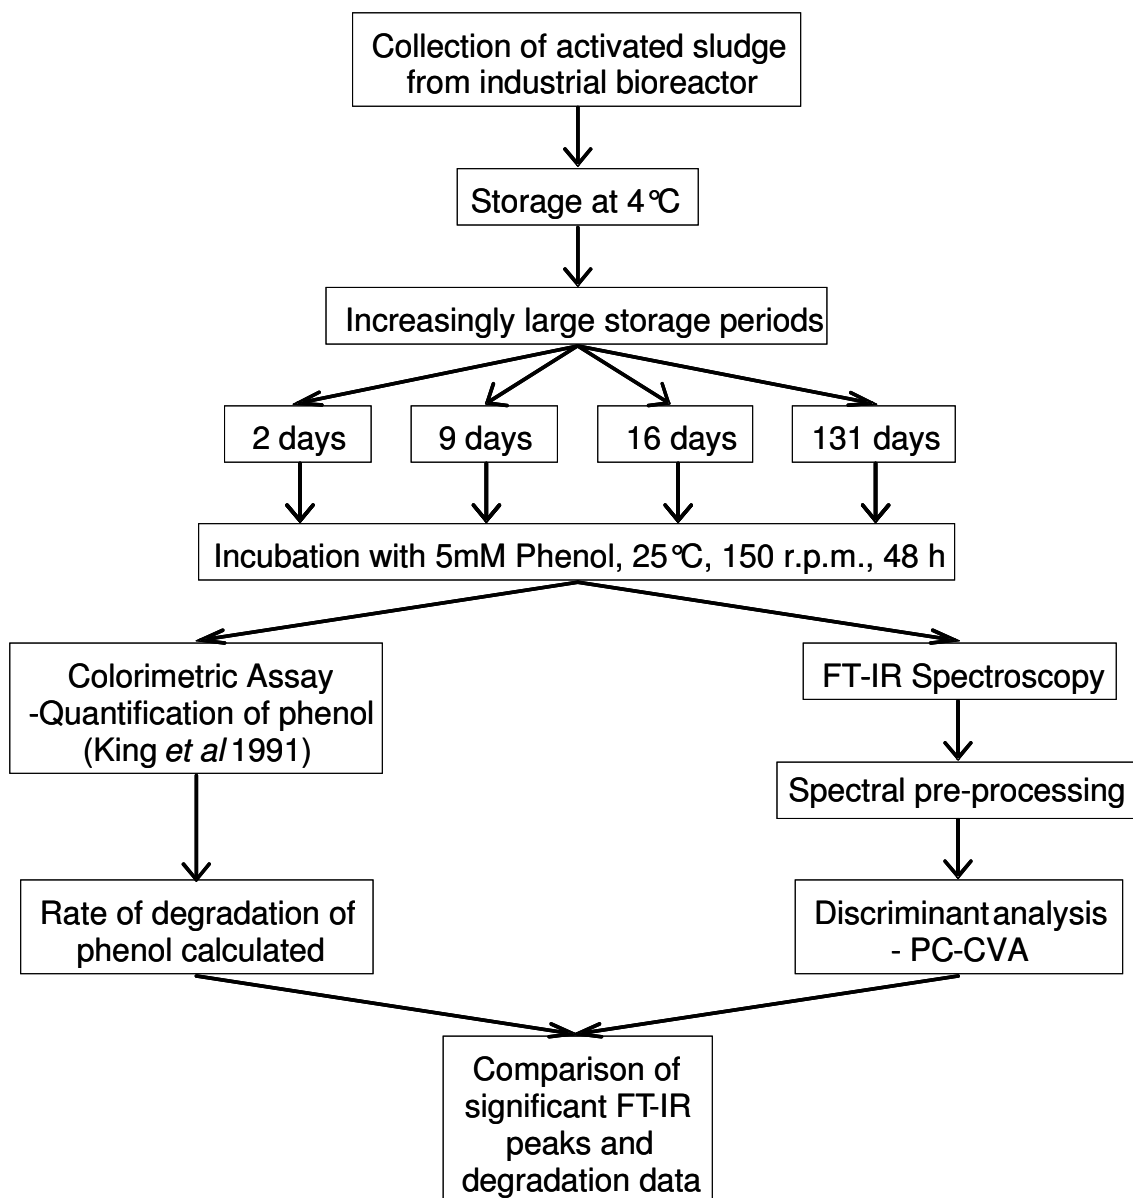 Collection of activated sludge
from industrial bioreactor
Storage at 4°C
Increasingly large storage periods
2 days
9 days
16 days
131 days
Incubation with 5mM Phenol, 25°C, 150 r.p.m., 48 h
Colorimetric Assay
-Quantification of phenol
(King et al 1991)
FT-IR Spectroscopy
Spectral pre-processing
Rate of degradation of
phenol calculated
Discriminant analysis
- PC-CVA
Comparison of
significant FT-IR
peaks and
degradation data